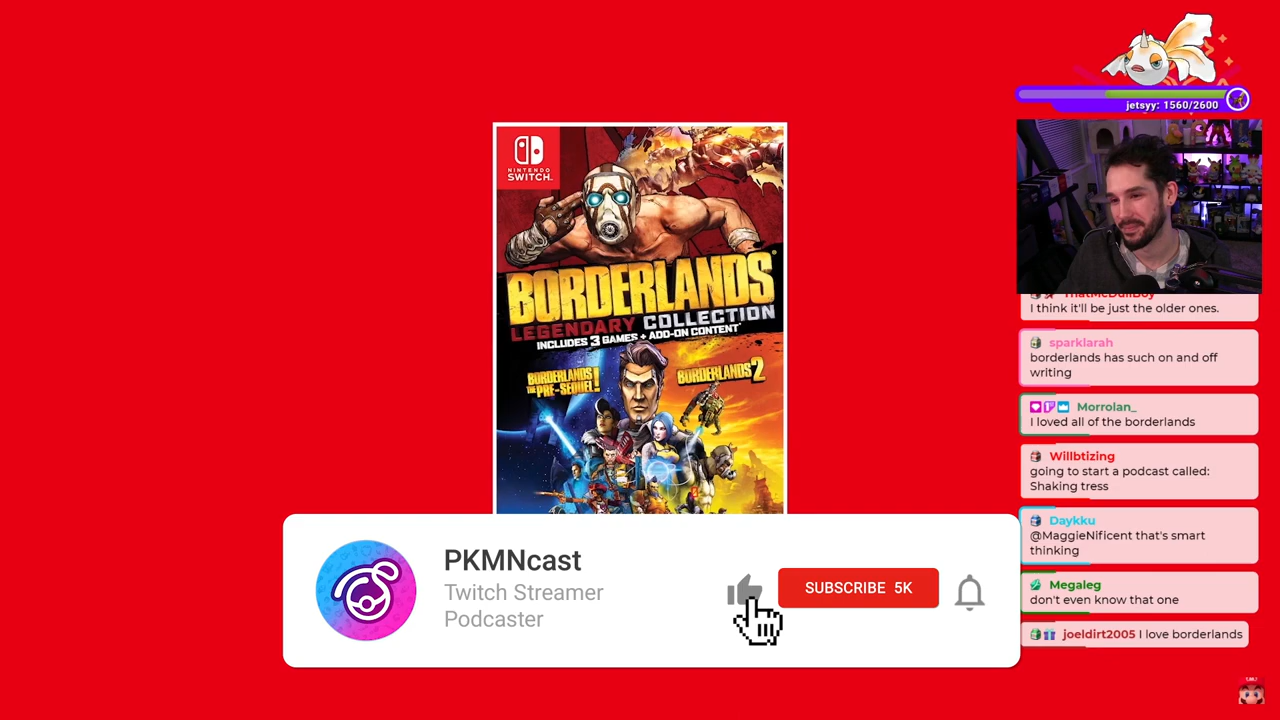 jetsyy: 1560/2600
NINTENDO
SWITCH
BORDERLANDS
LEGENDARY COLLECTION
INCLUDES 3 GAMES + ADD-ON CONTENT*
BORDERLANDS
THE PRE-SEQUEL!
BORDERLANDS 2
PKMNcast
Twitch Streamer
Podcaster
SUBSCRIBE 5K
ThatMcDullBoy
I think it'll be just the older ones.
sparklarah
borderlands has such on and off
writing
Morrolan_
I loved all of the borderlands
Willbtizing
going to start a podcast called:
Shaking tress
Daykku
@MaggieNificent that's smart
thinking
Megaleg
don't even know that one
joeldirt2005 I love borderlands